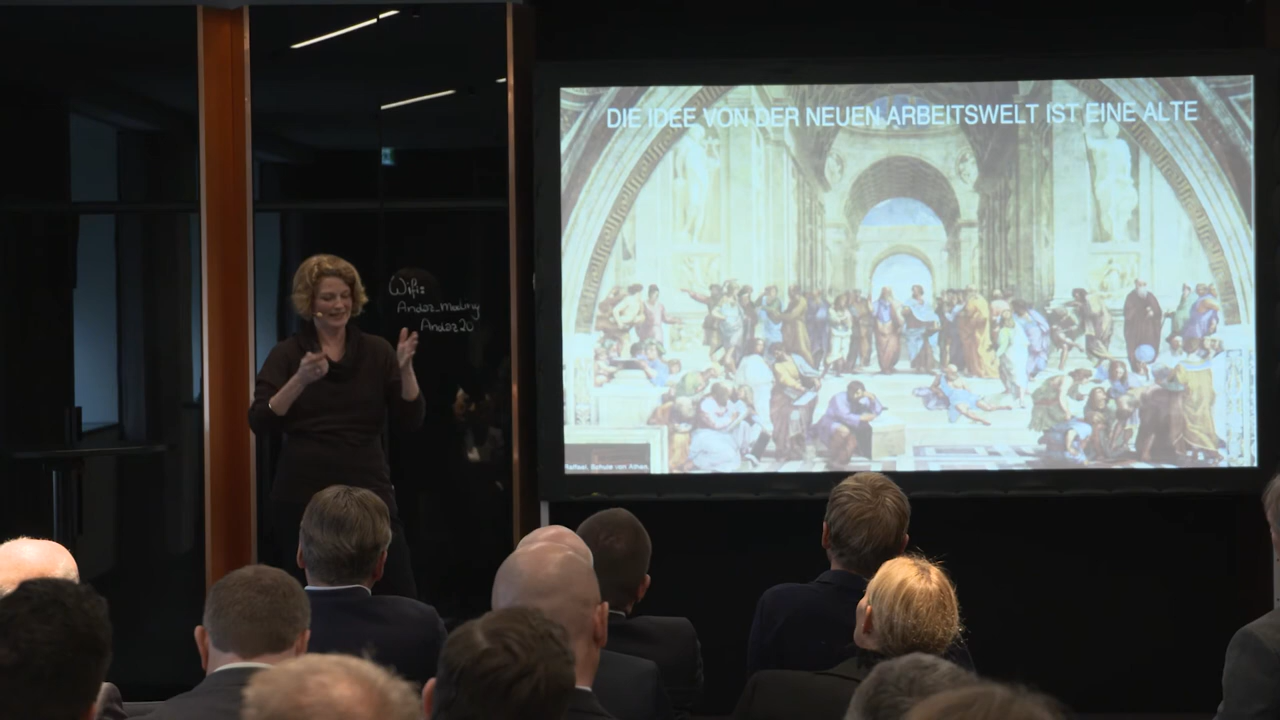 DIE IDEE VON DER NEUEN ARBEITSWELT IST EINE ALTE
Wifi:
Andaz_meeting
Andaz20
Raffael, Schule von Athen,